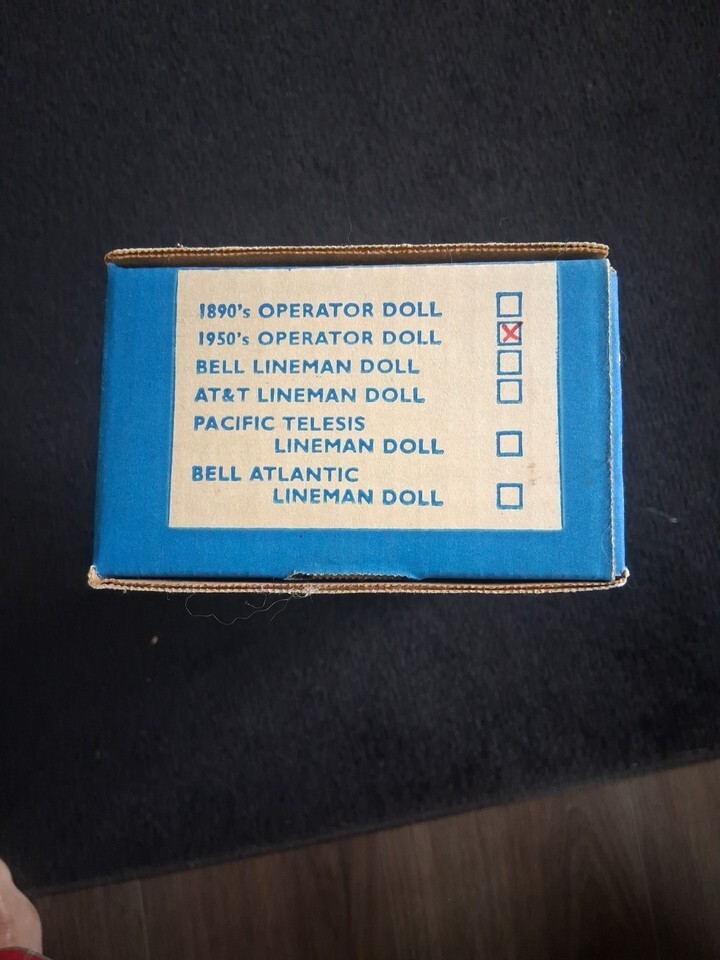 1890's OPERATOR DOLL
1950's OPERATOR DOLL
BELL LINEMAN DOLL
AT&T LINEMAN DOLL
PACIFIC TELESIS
LINEMAN DOLL
BELL ATLANTIC
LINEMAN DOLL